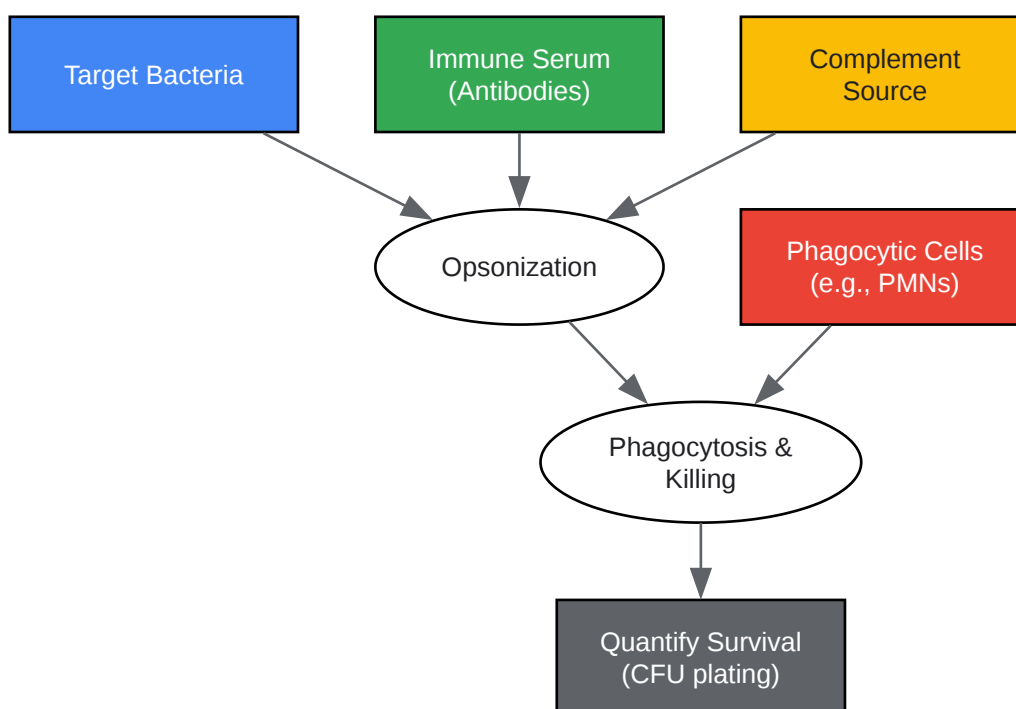 Target Bacteria
Immune Serum
(Antibodies)
Complement
Source
Opsonization
Phagocytic Cells
(e.g., PMNs)
Phagocytosis &
Killing
Quantify Survival
(CFU plating)